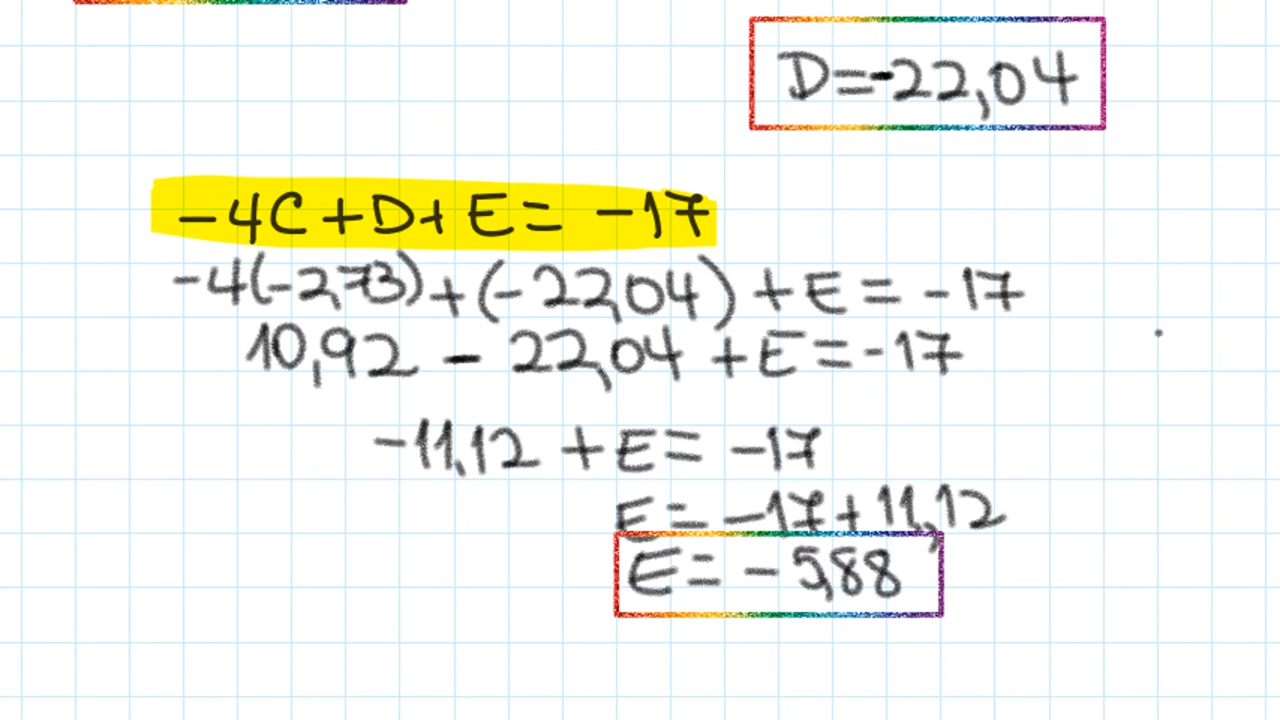 D=-22,04
-4C+D+E= -17
-4(-2,73)+(-22,04)+E= -17
10,92 - 22,04 +E=-17
-11,12 +E= -17
E= -17+11,12
E= - 5,88